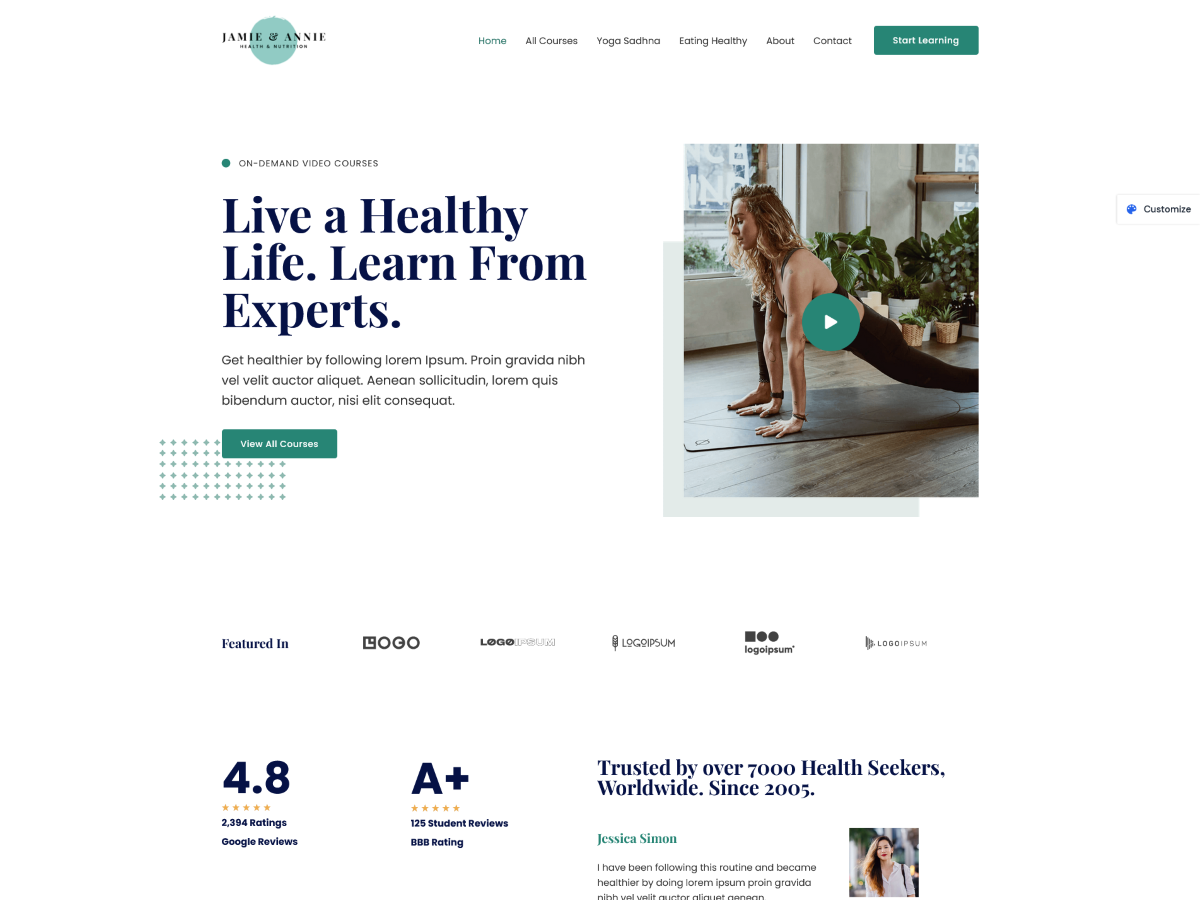 JAMIE & ANNIE
HEALTH & NUTRITION
Home
All Courses
Yoga Sadhna
Eating Healthy
About
Contact
Start Learning
ON-DEMAND VIDEO COURSES
Live a Healthy
Life. Learn From
Experts.
Get healthier by following lorem Ipsum. Proin gravida nibh
vel velit auctor aliquet. Aenean sollicitudin, lorem quis
bibendum auctor, nisi elit consequat.
View All Courses
Customize
Featured In
LOGO
LOGOIPSUM
LOGOIPSUM
logoipsum
LOGOIPSUM
4.8
2,394 Ratings
Google Reviews
A+
125 Student Reviews
BBB Rating
Trusted by over 7000 Health Seekers,
Worldwide. Since 2005.
Jessica Simon
I have been following this routine and became
healthier by doing lorem ipsum proin gravida
nibh vel velit auctor aliquet aenean